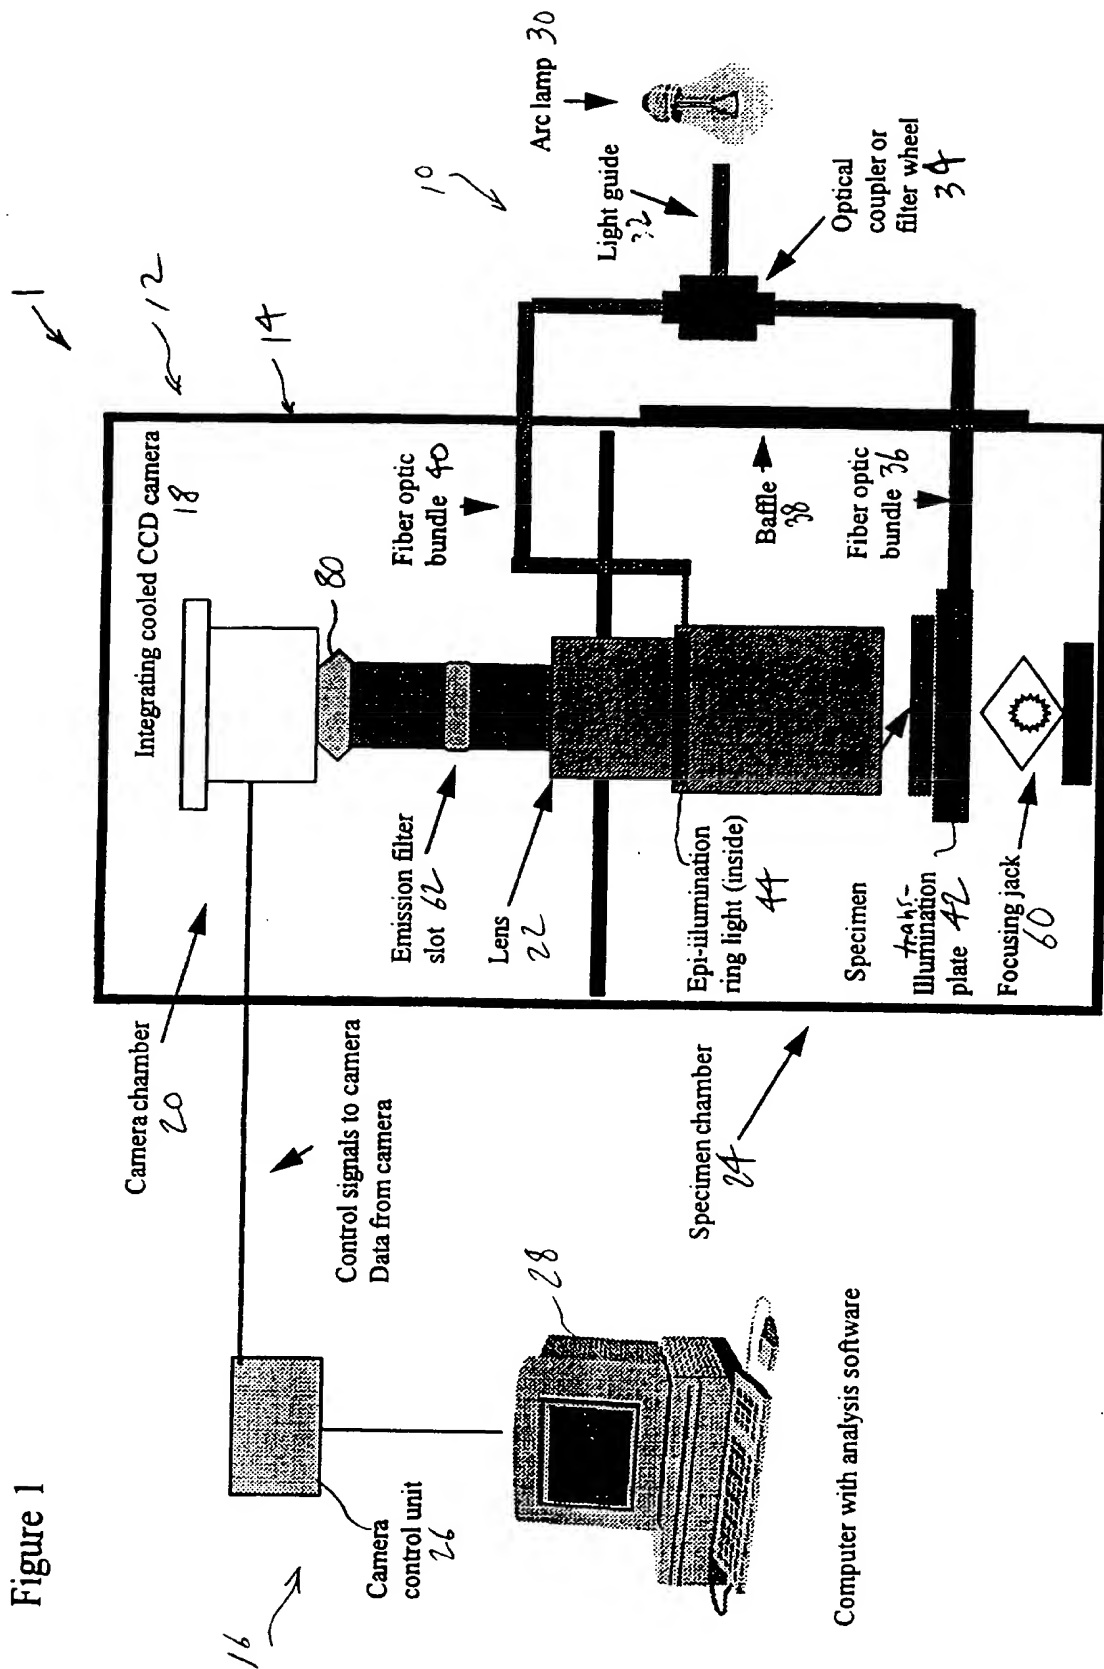 Figure 1
1
12
14
10
16
Camera chamber
20
Integrating cooled CCD camera
18
80
Control signals to camera
Data from camera
Camera
control unit
26
28
Computer with analysis software
Emission filter
slot 62
Lens
22
Fiber optic
bundle 40
Arc lamp 30
Light guide
32
Optical
coupler or
filter wheel
34
Baffle
38
Fiber optic
bundle 36
Epi-illumination
ring light (inside)
44
Specimen chamber
24
Specimen
trans-
Illumination
plate 42
Focusing jack
60